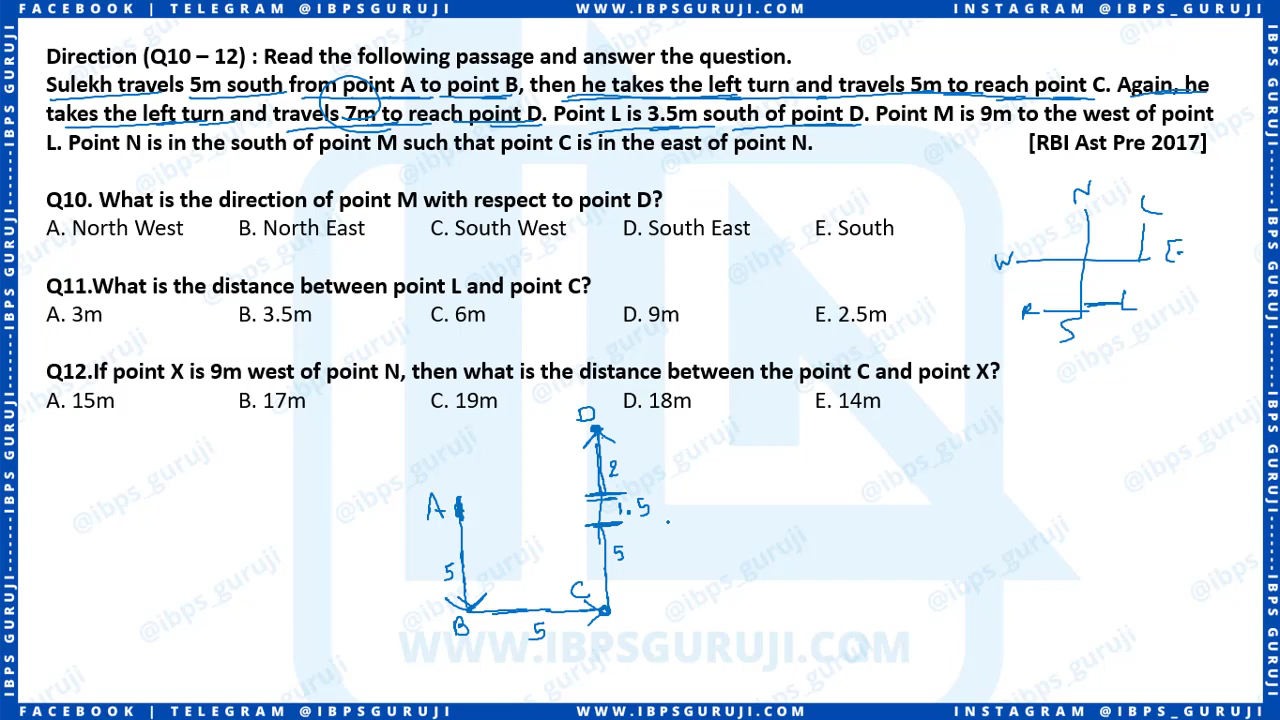 FACEBOOK | TELEGRAM @IBPSGURUJI WWW.IBPSGURUJI.COM INSTAGRAM @IBPS_GURUJI
Direction (Q10 – 12) : Read the following passage and answer the question.
Sulekh travels 5m south from point A to point B, then he takes the left turn and travels 5m to reach point C. Again, he
takes the left turn and travels 7m to reach point D. Point L is 3.5m south of point D. Point M is 9m to the west of point
L. Point N is in the south of point M such that point C is in the east of point N. [RBI Ast Pre 2017]
Q10. What is the direction of point M with respect to point D?
A. North West B. North East C. South West D. South East E. South
Q11.What is the distance between point L and point C?
A. 3m B. 3.5m C. 6m D. 9m E. 2.5m
Q12.If point X is 9m west of point N, then what is the distance between the point C and point X?
A. 15m B. 17m C. 19m D. 18m E. 14m
N
L
W E
R L
S
D
2
A 1.5
5 5
C
B 5
WWW.IBPSGURUJI.COM
FACEBOOK | TELEGRAM @IBPSGURUJI WWW.IBPSGURUJI.COM INSTAGRAM @IBPS_GURUJI
IBPS GURUJI------IBPS GURUJI------IBPS GURUJI------IBPS GURUJI
IBPS GURUJI------IBPS GURUJI------IBPS GURUJI------IBPS GURUJI
@ibps_guruji